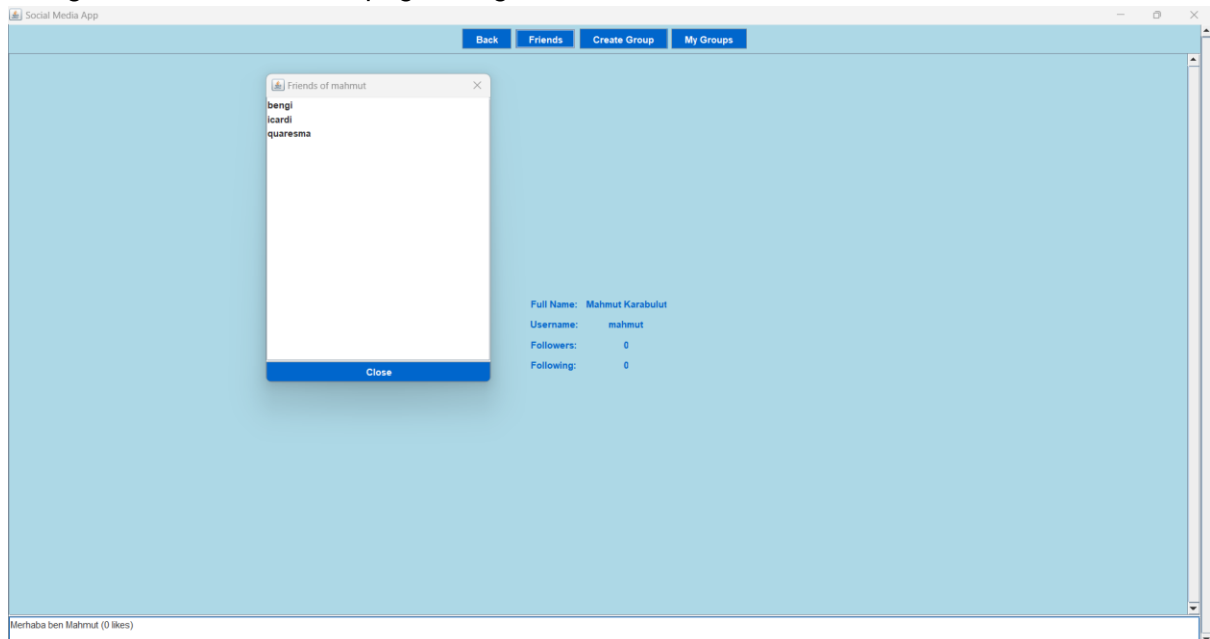 Social Media App
Back Friends Create Group My Groups
Friends of mahmut
bengi
icardi
quaresma
Close
Full Name: Mahmut Karabulut
Username: mahmut
Followers: 0
Following: 0
Merhaba ben Mahmut (0 likes)